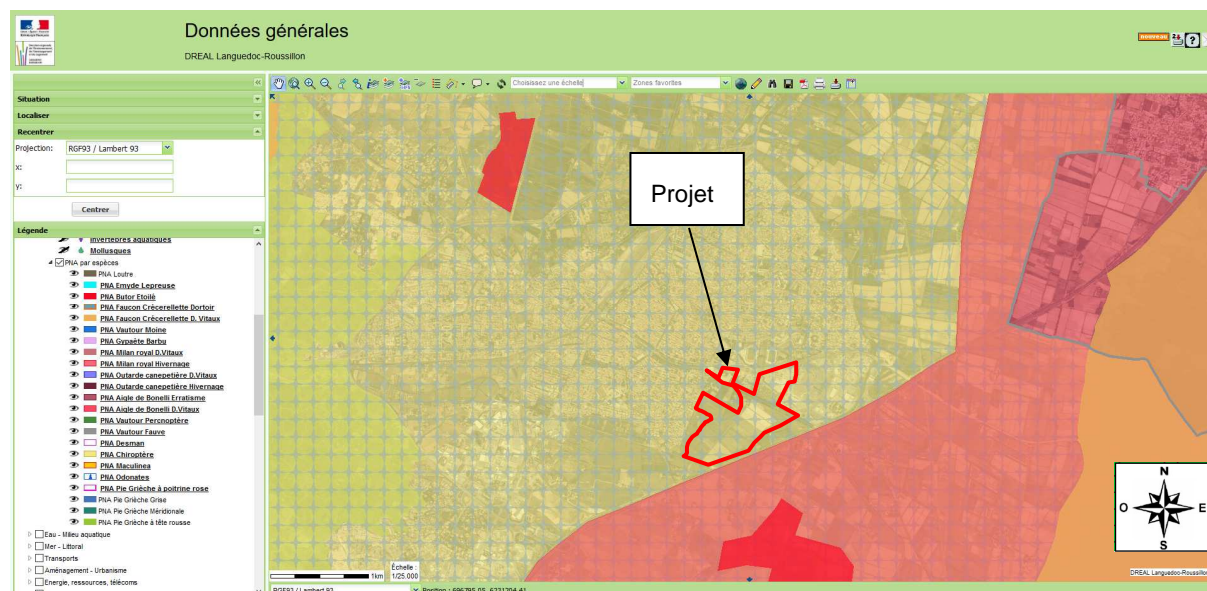 Données générales
DREAL Languedoc-Roussillon
NOUVEAU
?
Situation
Localiser
Recentrer
Projection: RGF93 / Lambert 93
x:
y:
Centrer
Légende
Choisissez une échelle
Zones favorites
Invertébrés aquatiques
Mollusques
PNA par espèces
PNA Loutre
PNA Emyde Lepreuse
PNA Butor Etoilé
PNA Faucon Crécerellette Dortoir
PNA Faucon Crécerellette D. Vitaux
PNA Vautour Moine
PNA Gypaète Barbu
PNA Milan royal D.Vitaux
PNA Milan royal Hivernage
PNA Outarde canepetière D.Vitaux
PNA Outarde canepetière Hivernage
PNA Aigle de Bonelli Erratisme
PNA Aigle de Bonelli D.Vitaux
PNA Vautour Percnoptère
PNA Vautour Fauve
PNA Desman
PNA Chiroptère
PNA Maculinea
PNA Odonates
PNA Pie Grièche à poitrine rose
PNA Pie Grièche Grise
PNA Pie Grièche Méridionale
PNA Pie Grièche à tête rousse
Eau - Milieu aquatique
Mer - Littoral
Transports
Aménagement - Urbanisme
Energie, ressources, télécoms
Projet
N
O E
S
1km
Échelle :
1/25.000
DREAL Languedoc-Roussillon
RGF93 / Lambert 93